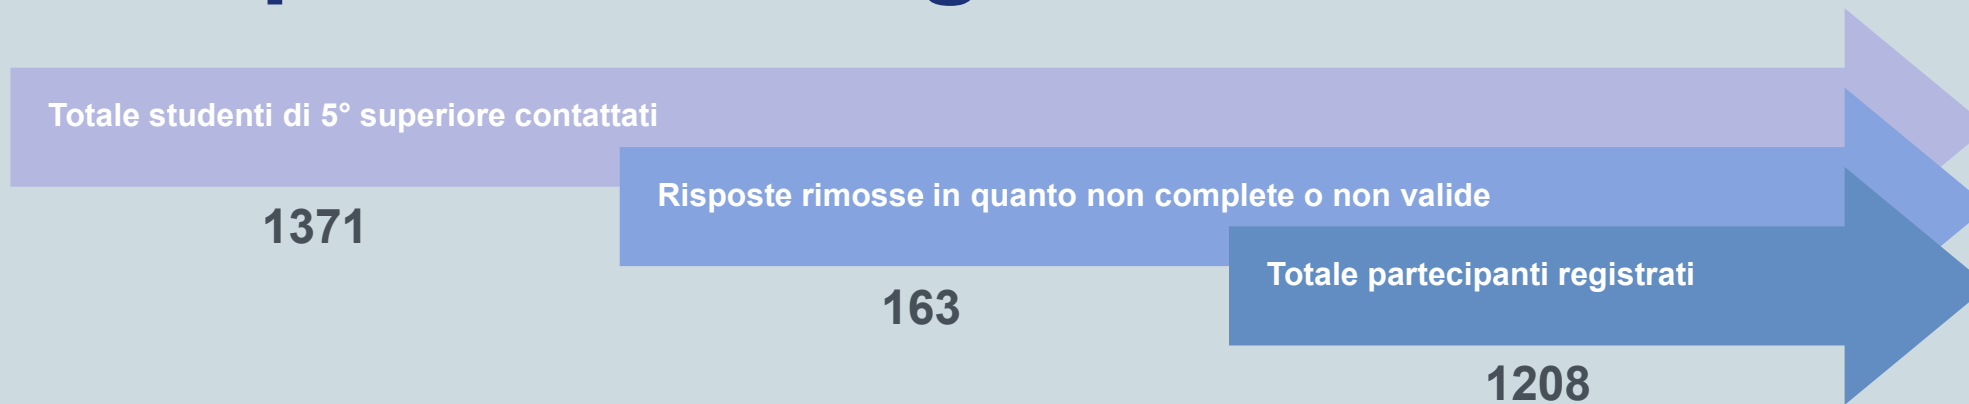 Totale studenti di 5° superiore contattati
1371
Risposte rimosse in quanto non complete o non valide
163
Totale partecipanti registrati
1208